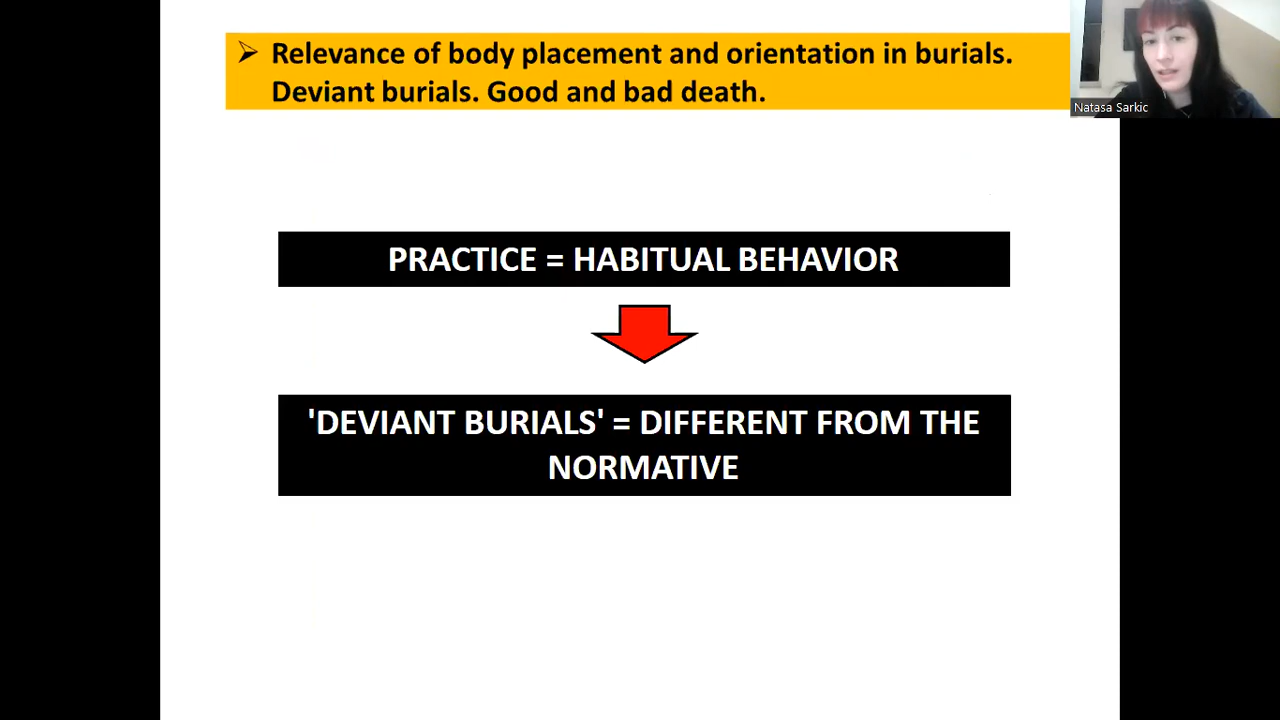 ➢ Relevance of body placement and orientation in burials.
Deviant burials. Good and bad death.
Natasa Sarkic
PRACTICE = HABITUAL BEHAVIOR
'DEVIANT BURIALS' = DIFFERENT FROM THE
NORMATIVE